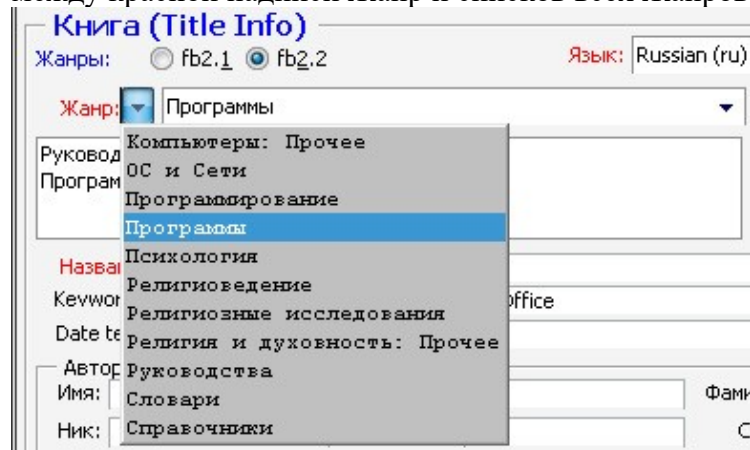 Книга (Title Info)
Жанры: fb2.1 fb2.2 Язык: Russian (ru)
Жанр: Программы
Руковод
Програм
Компьютеры: Прочее
ОС и Сети
Программирование
Программы
Психология
Религиоведение
Религиозные исследования
Религия и духовность: Прочее
Руководства
Словари
Справочники
Назва
Keywor ffice
Date te
Автор
Имя: Фами
Ник: